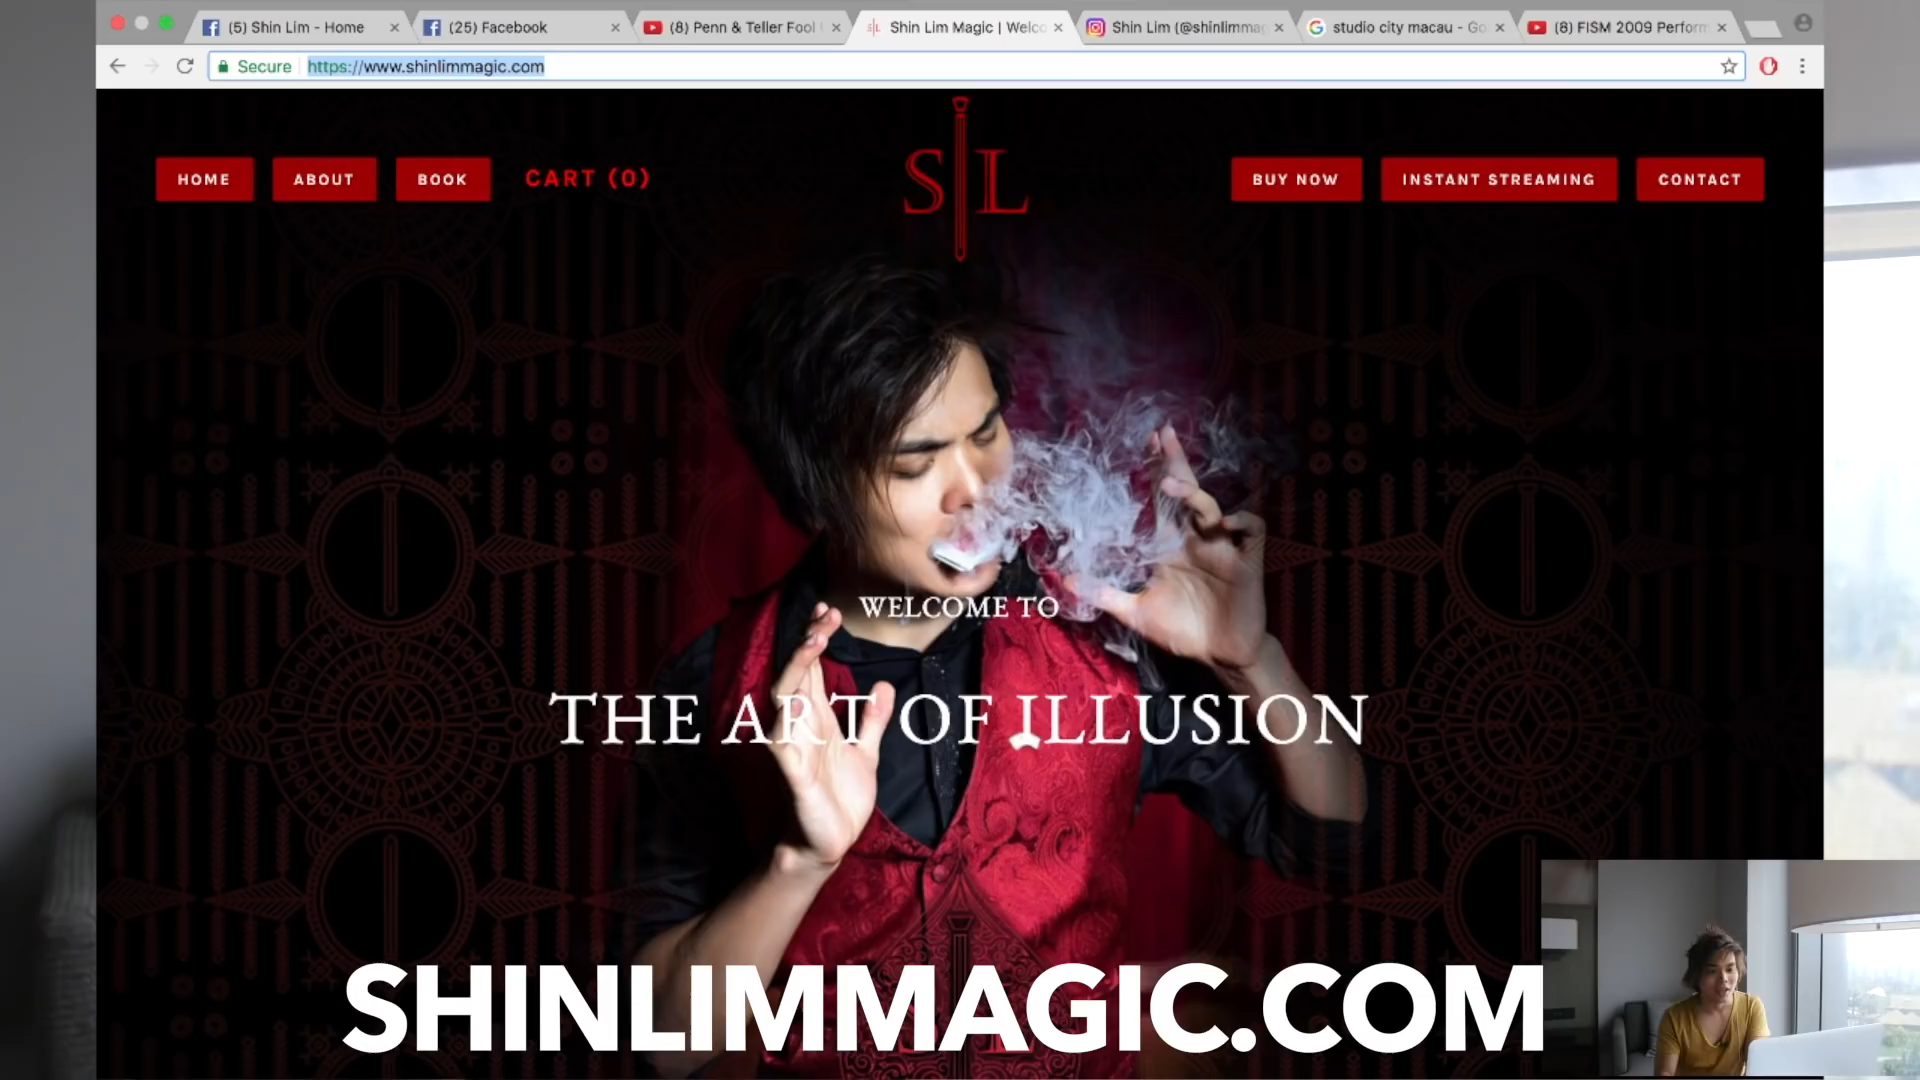 (5) Shin Lim - Home
(25) Facebook
(8) Penn & Teller Fool
Shin Lim Magic | Welco
Shin Lim (@shinlimmag
studio city macau - Go
(8) FISM 2009 Perform
Secure
https://www.shinlimmagic.com
HOME
ABOUT
BOOK
CART (0)
SL
BUY NOW
INSTANT STREAMING
CONTACT
WELCOME TO
THE ART OF ILLUSION
SHINLIMMAGIC.COM